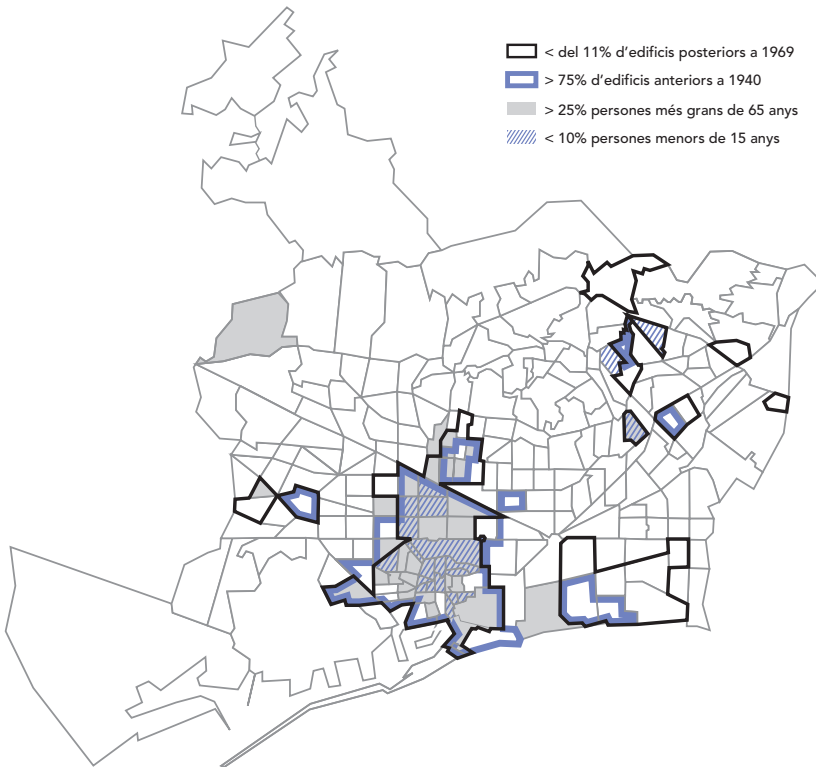 < del 11% d'edificis posteriors a 1969
> 75% d'edificis anteriors a 1940
> 25% persones més grans de 65 anys
< 10% persones menors de 15 anys